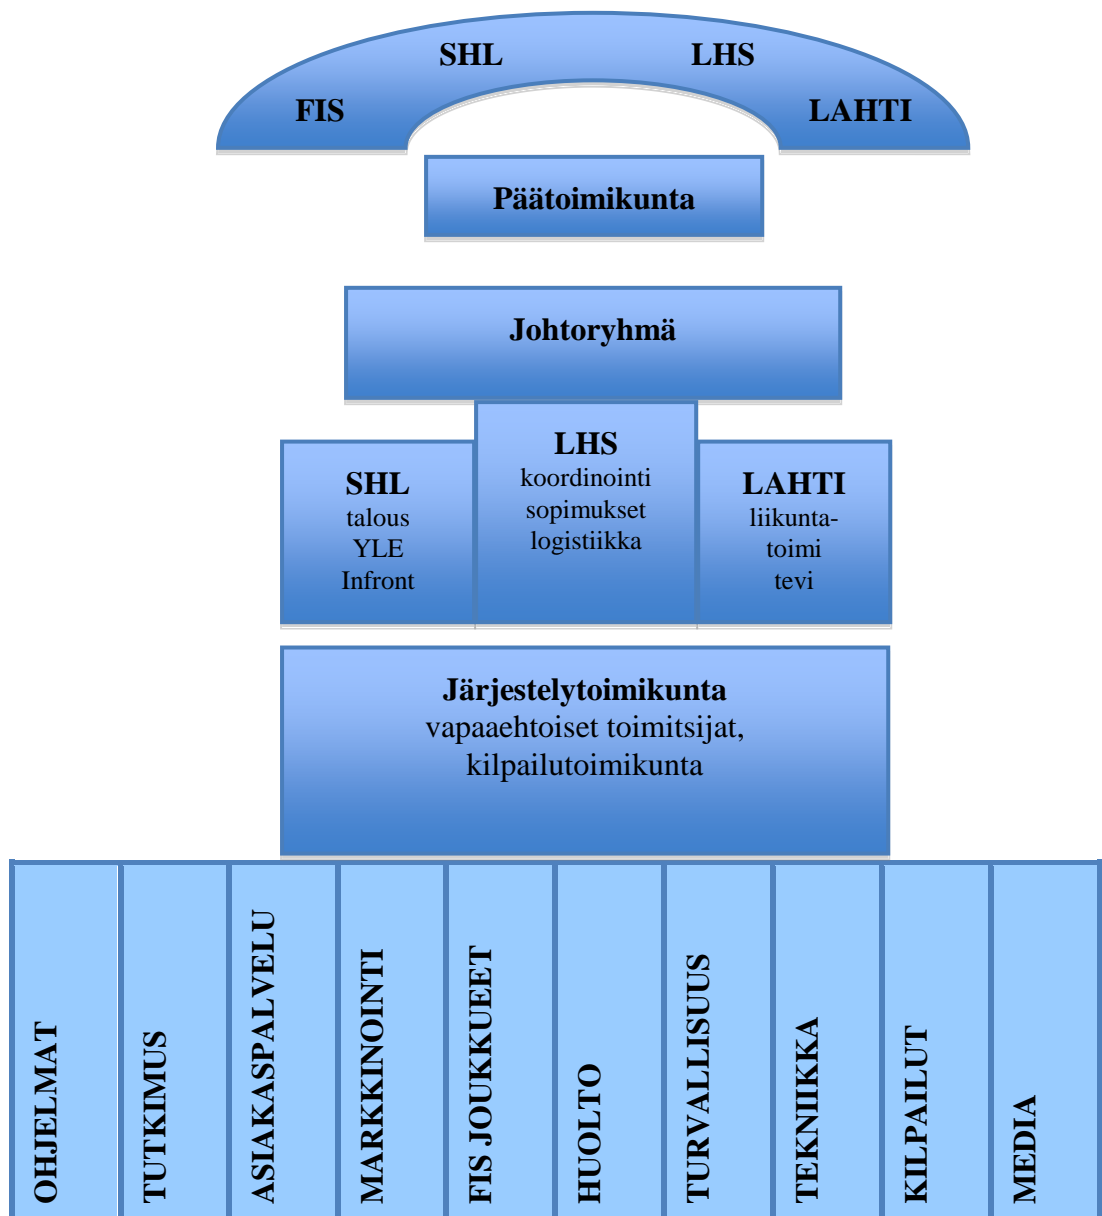 SHL LHS
FIS LAHTI
Päätoimikunta
Johtoryhmä
SHL
talous
YLE
Infront
LHS
koordinointi
sopimukset
logistiikka
LAHTI
liikunta-
toimi
tevi
Järjestelytoimikunta
vapaaehtoiset toimitsijat,
kilpailutoimikunta
OHJELMAT
TUTKIMUS
ASIAKASPALVELU
MARKKINOINTI
FIS JOUKKUEET
HUOLTO
TURVALLISUUS
TEKNIIKKA
KILPAILUT
MEDIA